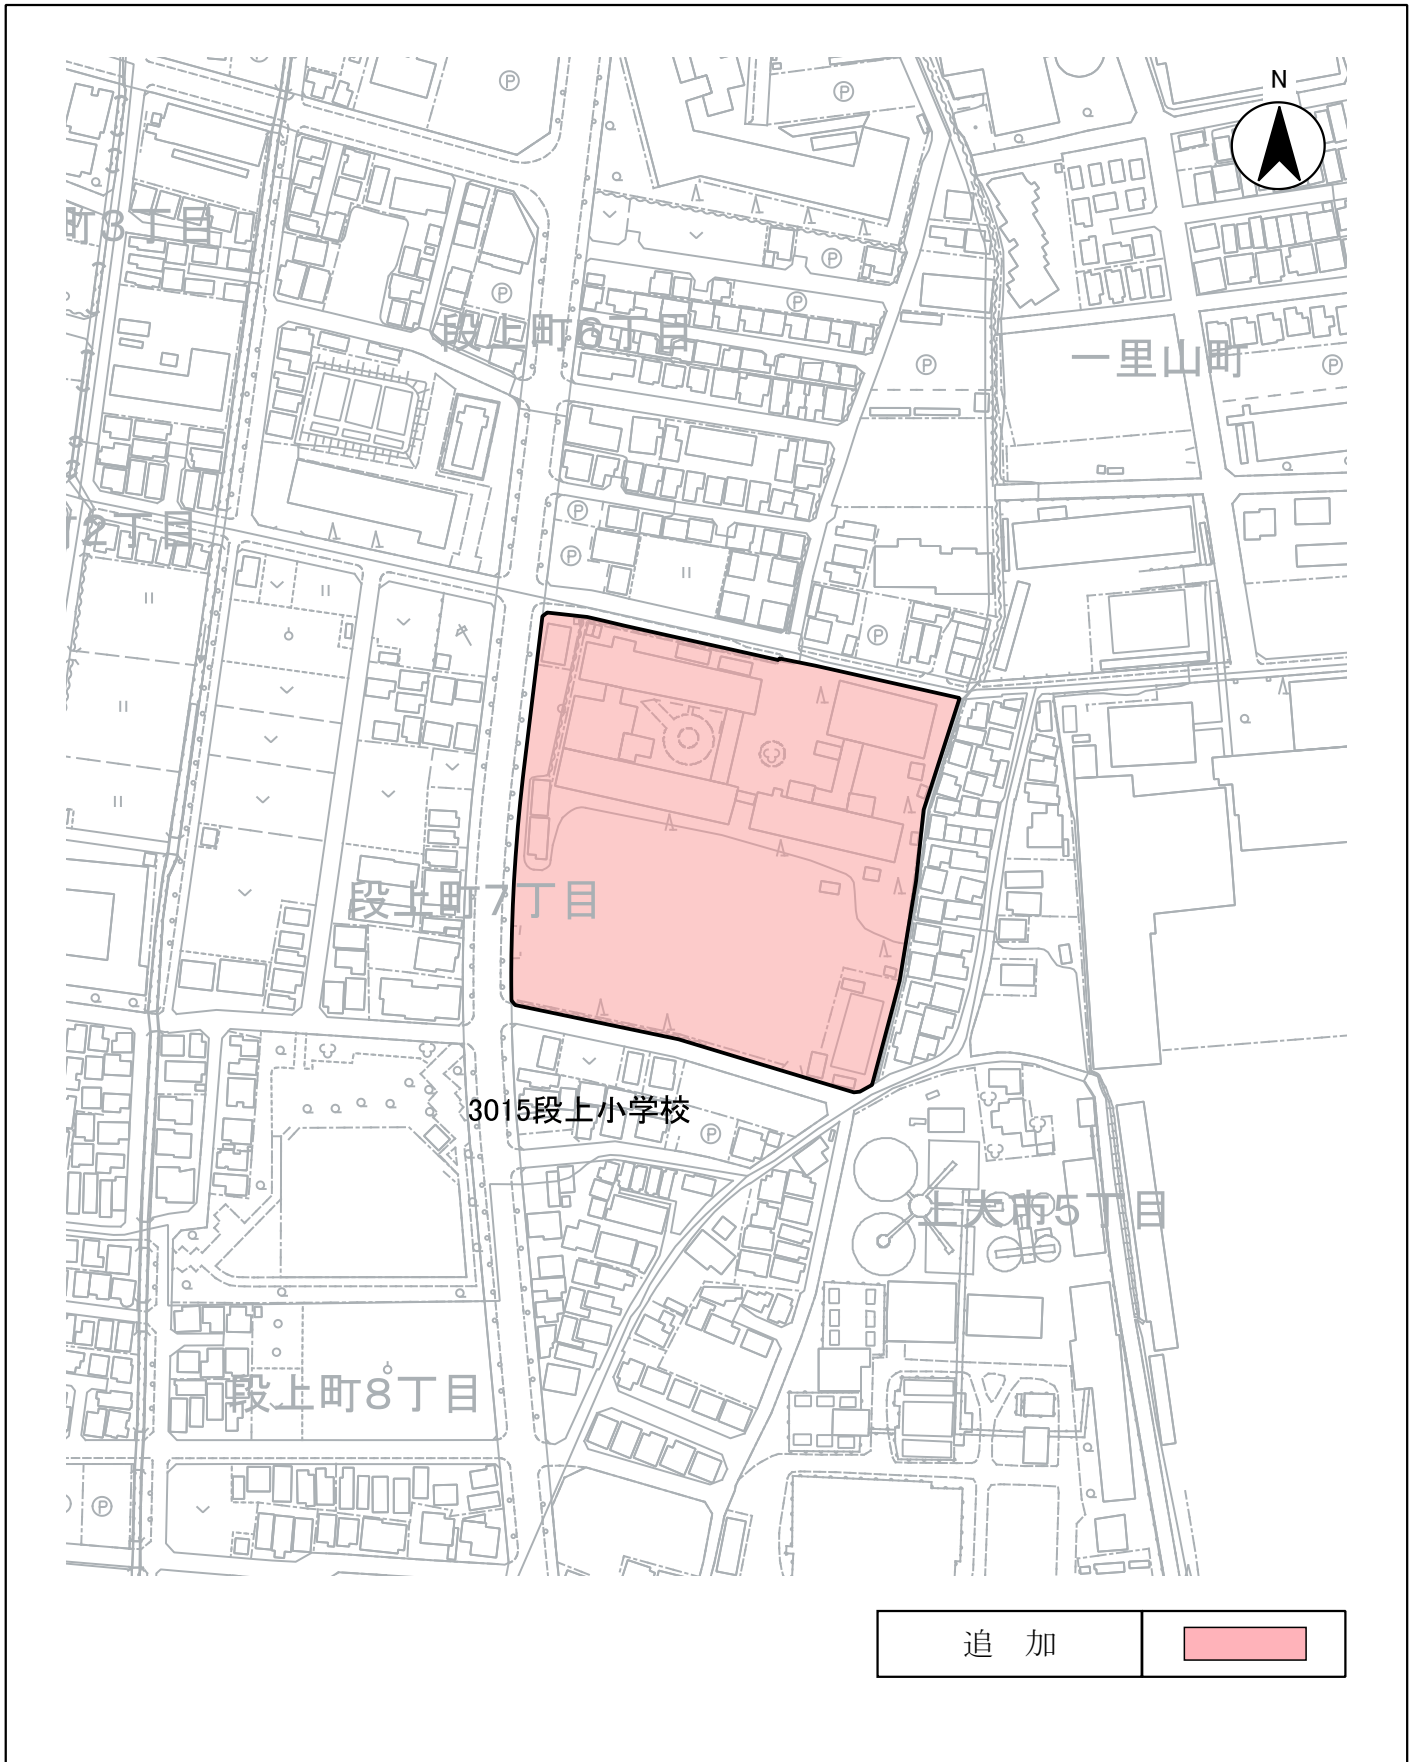 N
町3丁目
段上町6丁目
一里山町
2丁目
段上町7丁目
3015段上小学校
上大市5丁目
段上町8丁目
追 加